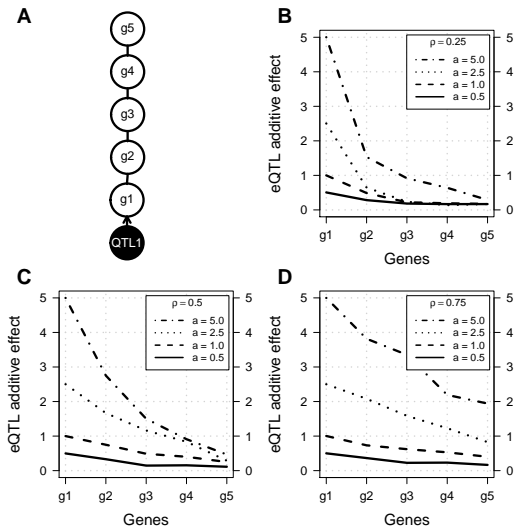 A
g5
g4
g3
g2
g1
QTL1
B
eQTL additive effect
5
4
3
2
1
0
ρ = 0.25
a = 5.0
a = 2.5
a = 1.0
a = 0.5
5
4
3
2
1
0
g1 g2 g3 g4 g5
Genes
C
eQTL additive effect
5
4
3
2
1
0
ρ = 0.5
a = 5.0
a = 2.5
a = 1.0
a = 0.5
5
4
3
2
1
0
g1 g2 g3 g4 g5
Genes
D
eQTL additive effect
5
4
3
2
1
0
ρ = 0.75
a = 5.0
a = 2.5
a = 1.0
a = 0.5
5
4
3
2
1
0
g1 g2 g3 g4 g5
Genes